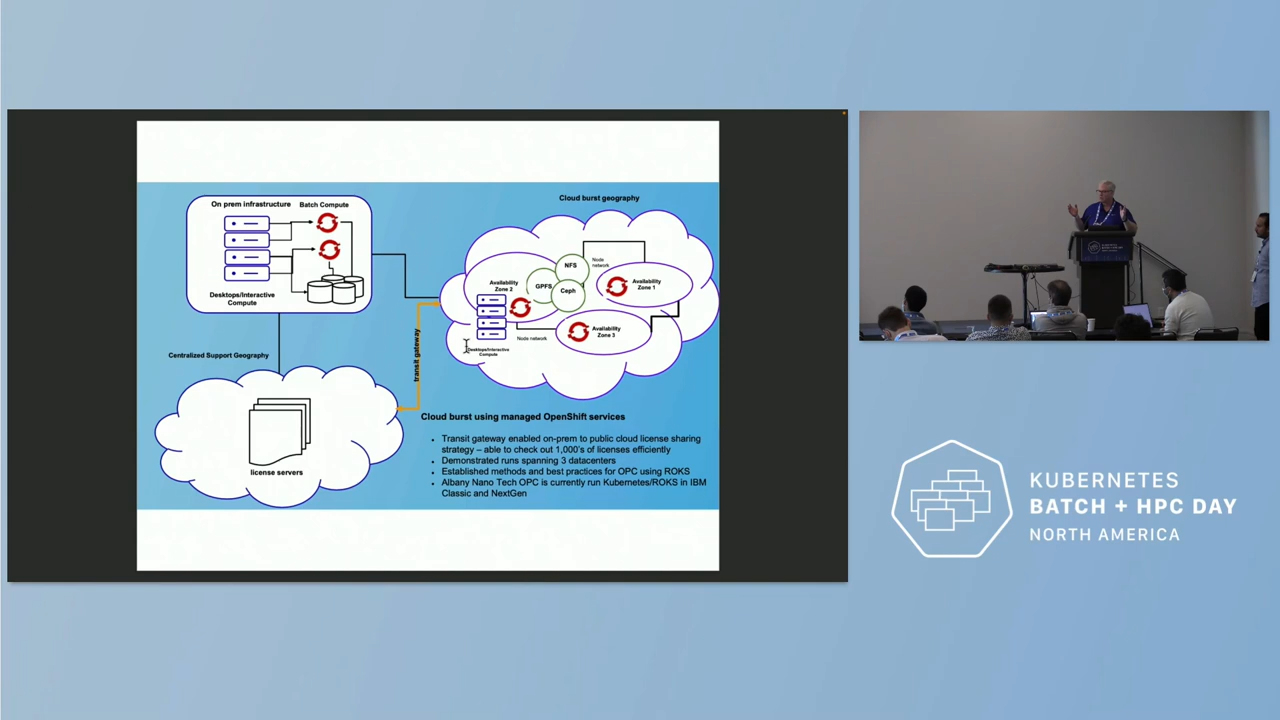 Cloud burst geography
On prem infrastructure
Batch Compute
Desktops/Interactive
Compute
Centralized Support Geography
license servers
transit gateway
NFS
GPFS
Ceph
Node
network
Availability
Zone 1
Availability
Zone 2
Availability
Zone 3
Node network
Desktops/Interactive
Compute
Cloud burst using managed OpenShift services
• Transit gateway enabled on-prem to public cloud license sharing
strategy – able to check out 1,000's of licenses efficiently
• Demonstrated runs spanning 3 datacenters
• Established methods and best practices for OPC using ROKS
• Albany Nano Tech OPC is currently run Kubernetes/ROKS in IBM
Classic and NextGen
KUBERNETES
BATCH + HPC DAY
NORTH AMERICA